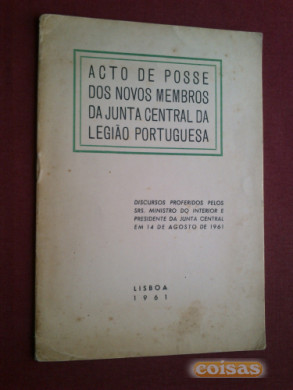 ACTO DE POSSE
DOS NOVOS MEMBROS
DA JUNTA CENTRAL DA
LEGIÃO PORTUGUESA
DISCURSOS PROFERIDOS PELOS
SRS. MINISTRO DO INTERIOR E
PRESIDENTE DA JUNTA CENTRAL
EM 14 DE AGOSTO DE 1961
LISBOA
1961
coisas